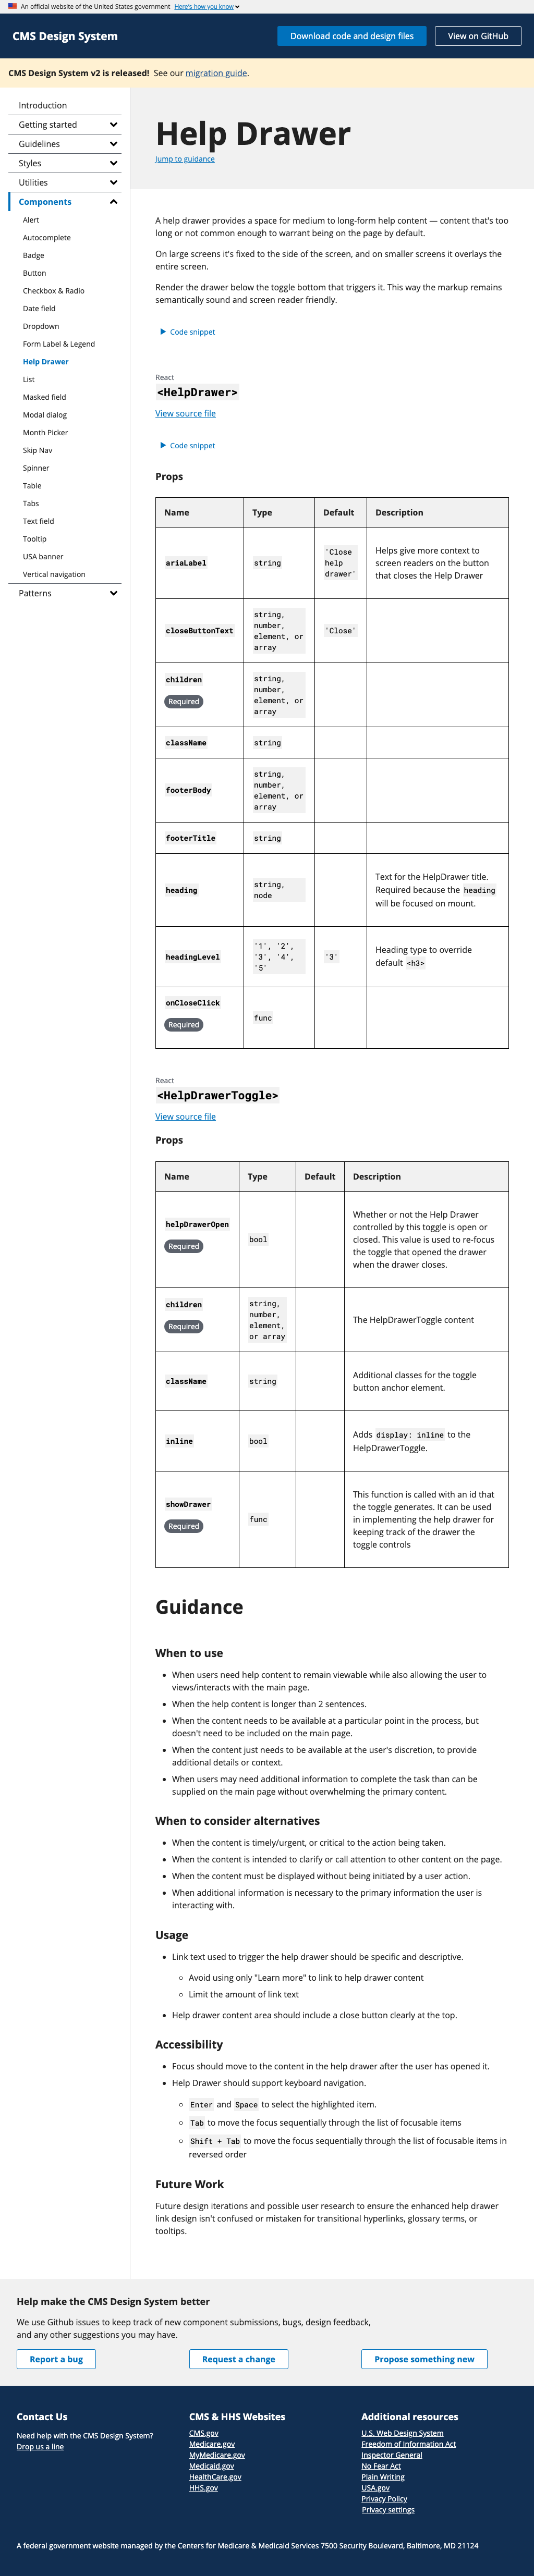 An official website of the United States government Here's how you know
CMS Design System
Download code and design files
View on GitHub
CMS Design System v2 is released! See our migration guide.
Introduction
Getting started
Guidelines
Styles
Utilities
Components
Alert
Autocomplete
Badge
Button
Checkbox & Radio
Date field
Dropdown
Form Label & Legend
Help Drawer
List
Masked field
Modal dialog
Month Picker
Skip Nav
Spinner
Table
Tabs
Text field
Tooltip
USA banner
Vertical navigation
Patterns
Help Drawer
Jump to guidance
A help drawer provides a space for medium to long-form help content — content that's too
long or not common enough to warrant being on the page by default.
On large screens it's fixed to the side of the screen, and on smaller screens it overlays the
entire screen.
Render the drawer below the toggle bottom that triggers it. This way the markup remains
semantically sound and screen reader friendly.
Code snippet
React
<HelpDrawer>
View source file
Code snippet
Props
Name Type Default Description
ariaLabel
string
'Close
help
drawer'
Helps give more context to
screen readers on the button
that closes the Help Drawer
closeButtonText
string,
number,
element, or
array
'Close'
children
Required
string,
number,
element, or
array
className
string
footerBody
string,
number,
element, or
array
footerTitle
string
heading
string,
node
Text for the HelpDrawer title.
Required because the heading
will be focused on mount.
headingLevel
'1', '2',
'3', '4',
'5'
'3'
Heading type to override
default <h3>
onCloseClick
Required
func
React
<HelpDrawerToggle>
View source file
Props
Name Type Default Description
helpDrawerOpen
Required
bool
Whether or not the Help Drawer
controlled by this toggle is open or
closed. This value is used to re-focus
the toggle that opened the drawer
when the drawer closes.
children
Required
string,
number,
element,
or array
The HelpDrawerToggle content
className
string
Additional classes for the toggle
button anchor element.
inline
bool
Adds display: inline to the
HelpDrawerToggle.
showDrawer
Required
func
This function is called with an id that
the toggle generates. It can be used
in implementing the help drawer for
keeping track of the drawer the
toggle controls
Guidance
When to use
When users need help content to remain viewable while also allowing the user to
views/interacts with the main page.
When the help content is longer than 2 sentences.
When the content needs to be available at a particular point in the process, but
doesn't need to be included on the main page.
When the content just needs to be available at the user's discretion, to provide
additional details or context.
When users may need additional information to complete the task than can be
supplied on the main page without overwhelming the primary content.
When to consider alternatives
When the content is timely/urgent, or critical to the action being taken.
When the content is intended to clarify or call attention to other content on the page.
When the content must be displayed without being initiated by a user action.
When additional information is necessary to the primary information the user is
interacting with.
Usage
Link text used to trigger the help drawer should be specific and descriptive.
Avoid using only "Learn more" to link to help drawer content
Limit the amount of link text
Help drawer content area should include a close button clearly at the top.
Accessibility
Focus should move to the content in the help drawer after the user has opened it.
Help Drawer should support keyboard navigation.
Enter and Space to select the highlighted item.
Tab to move the focus sequentially through the list of focusable items
Shift + Tab to move the focus sequentially through the list of focusable items in
reversed order
Future Work
Future design iterations and possible user research to ensure the enhanced help drawer
link design isn't confused or mistaken for transitional hyperlinks, glossary terms, or
tooltips.
Help make the CMS Design System better
We use Github issues to keep track of new component submissions, bugs, design feedback,
and any other suggestions you may have.
Report a bug
Request a change
Propose something new
Contact Us
Need help with the CMS Design System?
Drop us a line
CMS & HHS Websites
CMS.gov
Medicare.gov
MyMedicare.gov
Medicaid.gov
HealthCare.gov
HHS.gov
Additional resources
U.S. Web Design System
Freedom of Information Act
Inspector General
No Fear Act
Plain Writing
USA.gov
Privacy Policy
Privacy settings
A federal government website managed by the Centers for Medicare & Medicaid Services 7500 Security Boulevard, Baltimore, MD 21124